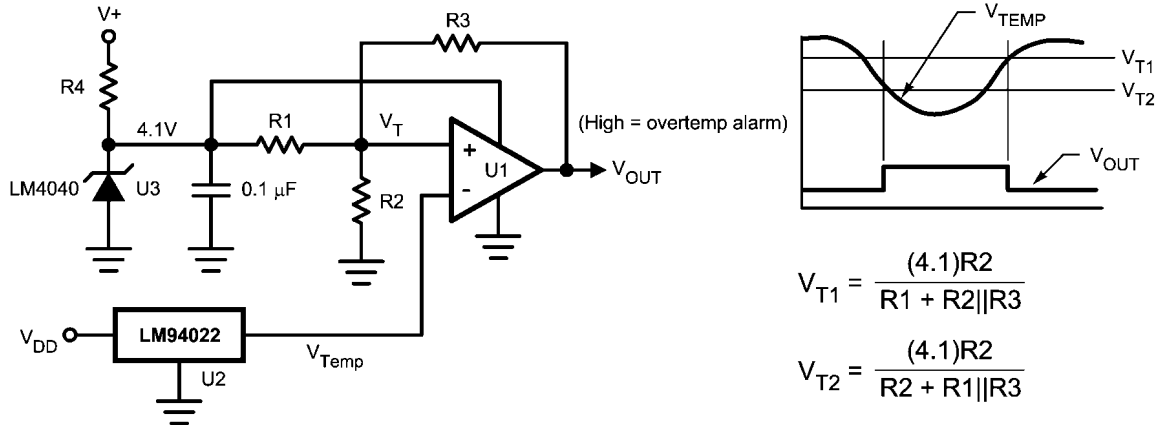 V+
R4
4.1V
LM4040
U3
0.1 µF
R1
V_T
R3
R2
+
-
U1
(High = overtemp alarm)
V_OUT
V_DD
LM94022
U2
V_Temp
V_TEMP
V_T1
V_T2
V_OUT
V_T1 = (4.1)R2 / R1 + R2||R3
V_T2 = (4.1)R2 / R2 + R1||R3